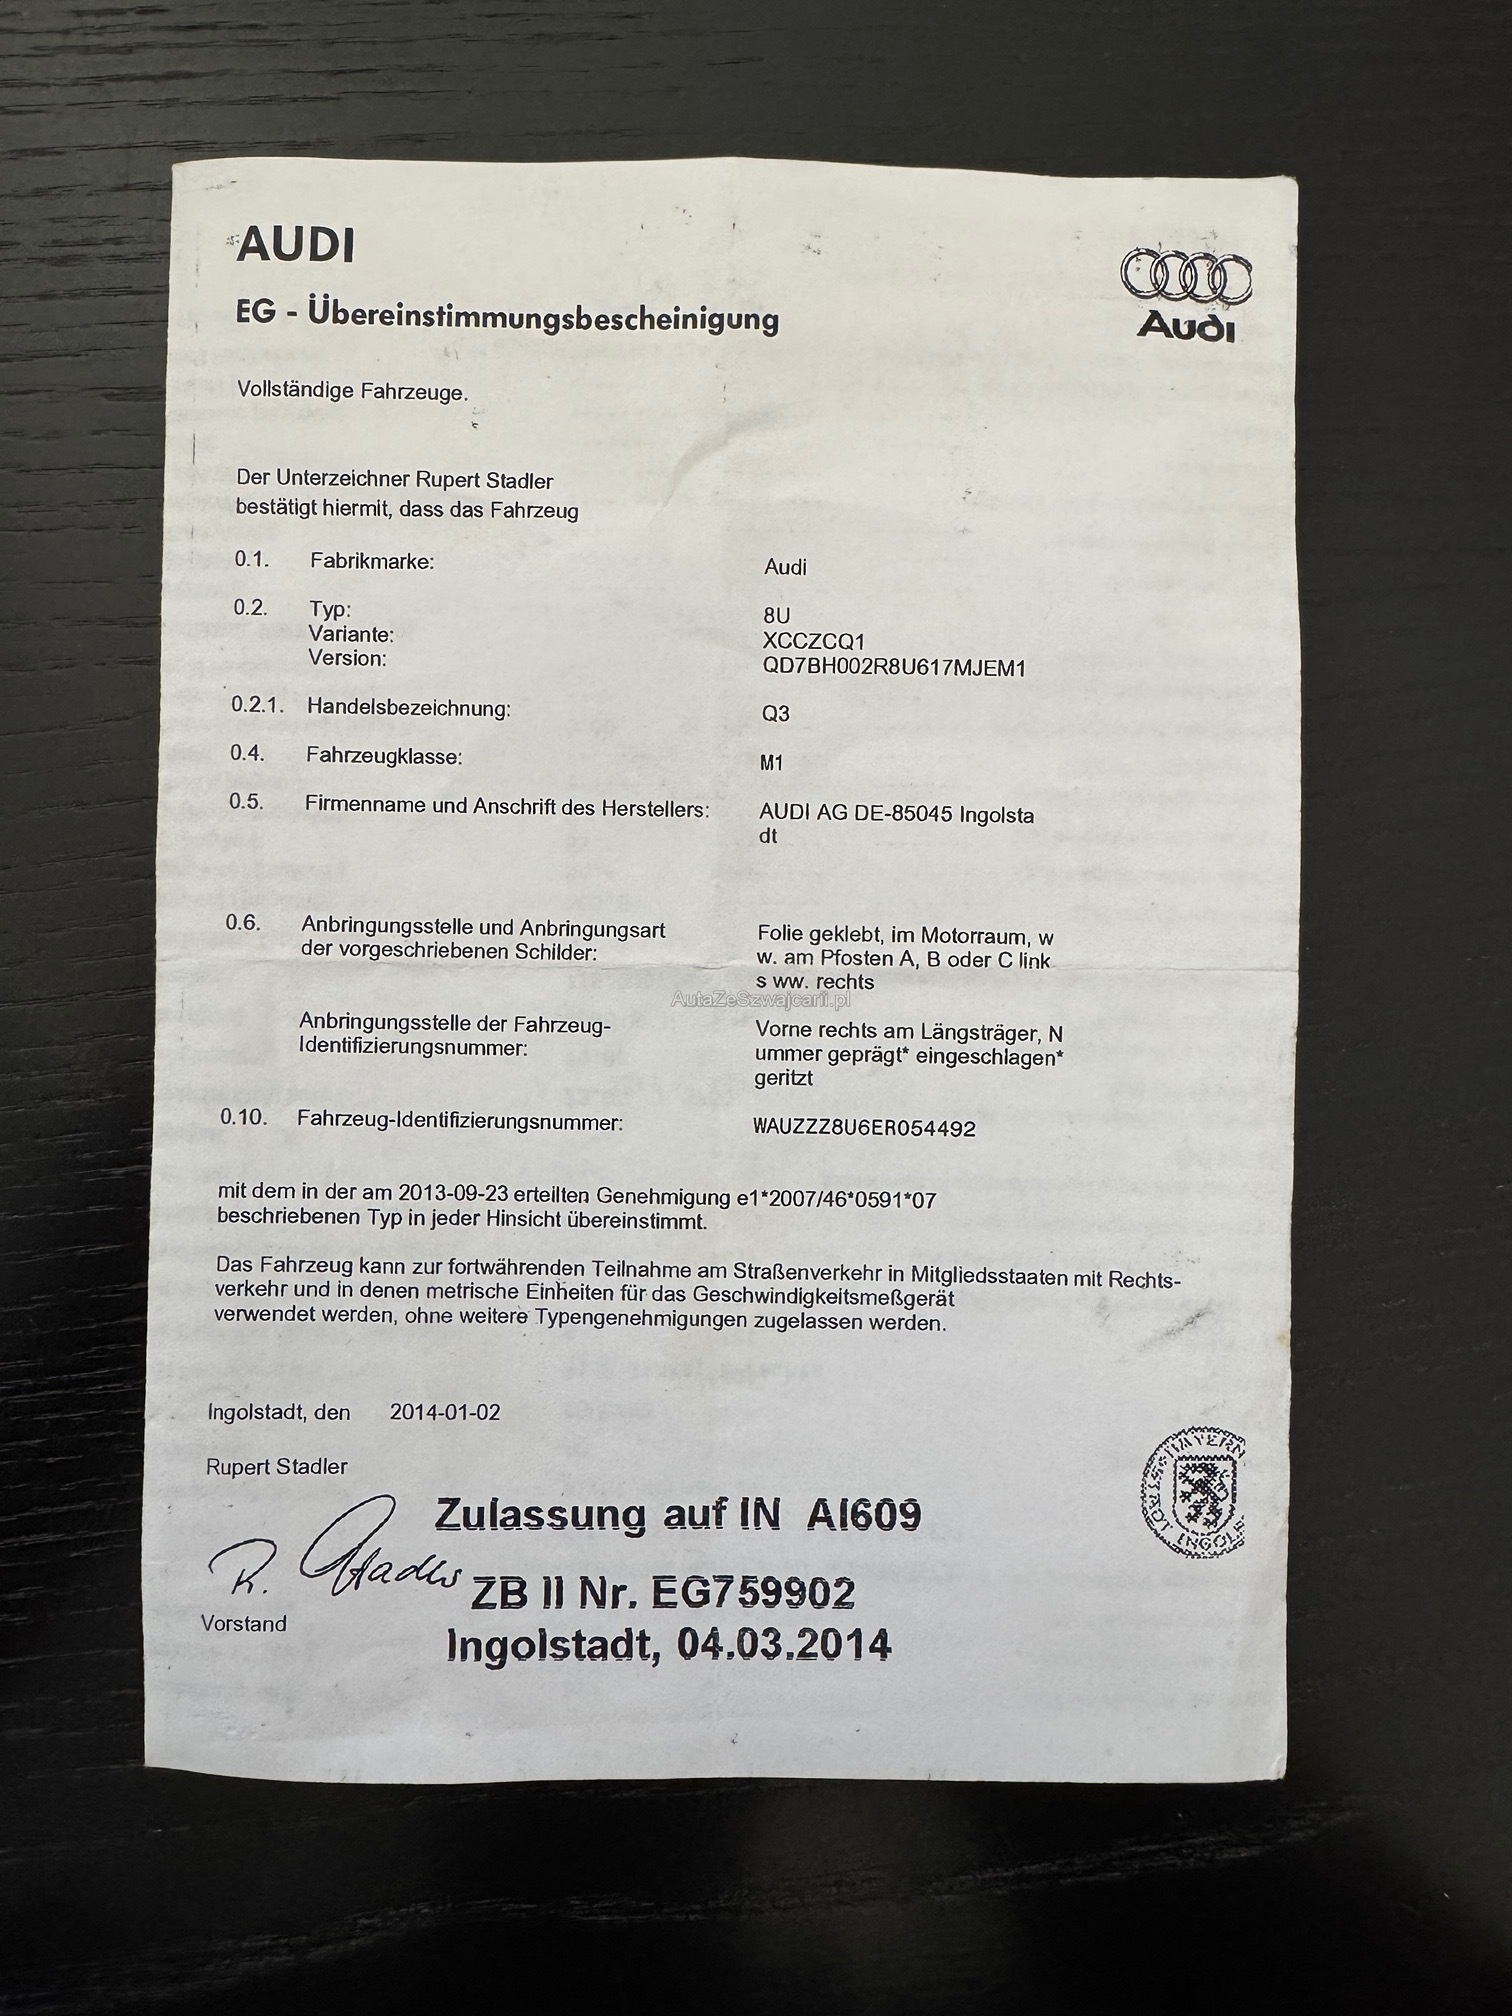 AUDI
Audi
EG - Übereinstimmungsbescheinigung
Vollständige Fahrzeuge.
Der Unterzeichner Rupert Stadler
bestätigt hiermit, dass das Fahrzeug
0.1. Fabrikmarke: Audi
0.2. Typ: 8U
Variante: XCCZCQ1
Version: QD7BH002R8U617MJEM1
0.2.1. Handelsbezeichnung: Q3
0.4. Fahrzeugklasse: M1
0.5. Firmenname und Anschrift des Herstellers: AUDI AG DE-85045 Ingolsta
dt
0.6. Anbringungsstelle und Anbringungsart Folie geklebt, im Motorraum, w
der vorgeschriebenen Schilder: w. am Pfosten A, B oder C link
s ww. rechts
AutaZeSzwajcarii.pl
Anbringungsstelle der Fahrzeug- Vorne rechts am Längsträger, N
Identifizierungsnummer: ummer geprägt* eingeschlagen*
geritzt
0.10. Fahrzeug-Identifizierungsnummer: WAUZZZ8U6ER054492
mit dem in der am 2013-09-23 erteilten Genehmigung e1*2007/46*0591*07
beschriebenen Typ in jeder Hinsicht übereinstimmt.
Das Fahrzeug kann zur fortwährenden Teilnahme am Straßenverkehr in Mitgliedsstaaten mit Rechts-
verkehr und in denen metrische Einheiten für das Geschwindigkeitsmeßgerät
verwendet werden, ohne weitere Typengenehmigungen zugelassen werden.
Ingolstadt, den 2014-01-02
Rupert Stadler
Zulassung auf IN AI609
R. Stadler
ZB II Nr. EG759902
Vorstand
Ingolstadt, 04.03.2014